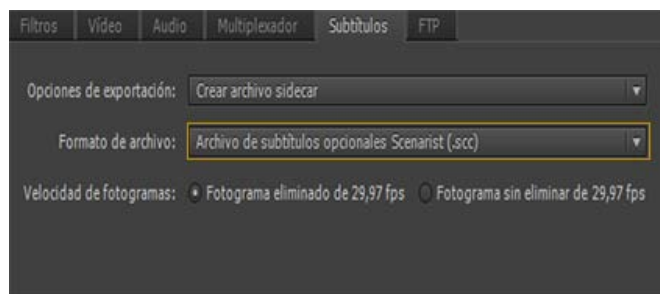 Filtros Vídeo Audio Multiplexador Subtítulos FTP
Opciones de exportación: Crear archivo sidecar
Formato de archivo: Archivo de subtítulos opcionales Scenarist (.scc)
Velocidad de fotogramas: Fotograma eliminado de 29,97 fps Fotograma sin eliminar de 29,97 fps